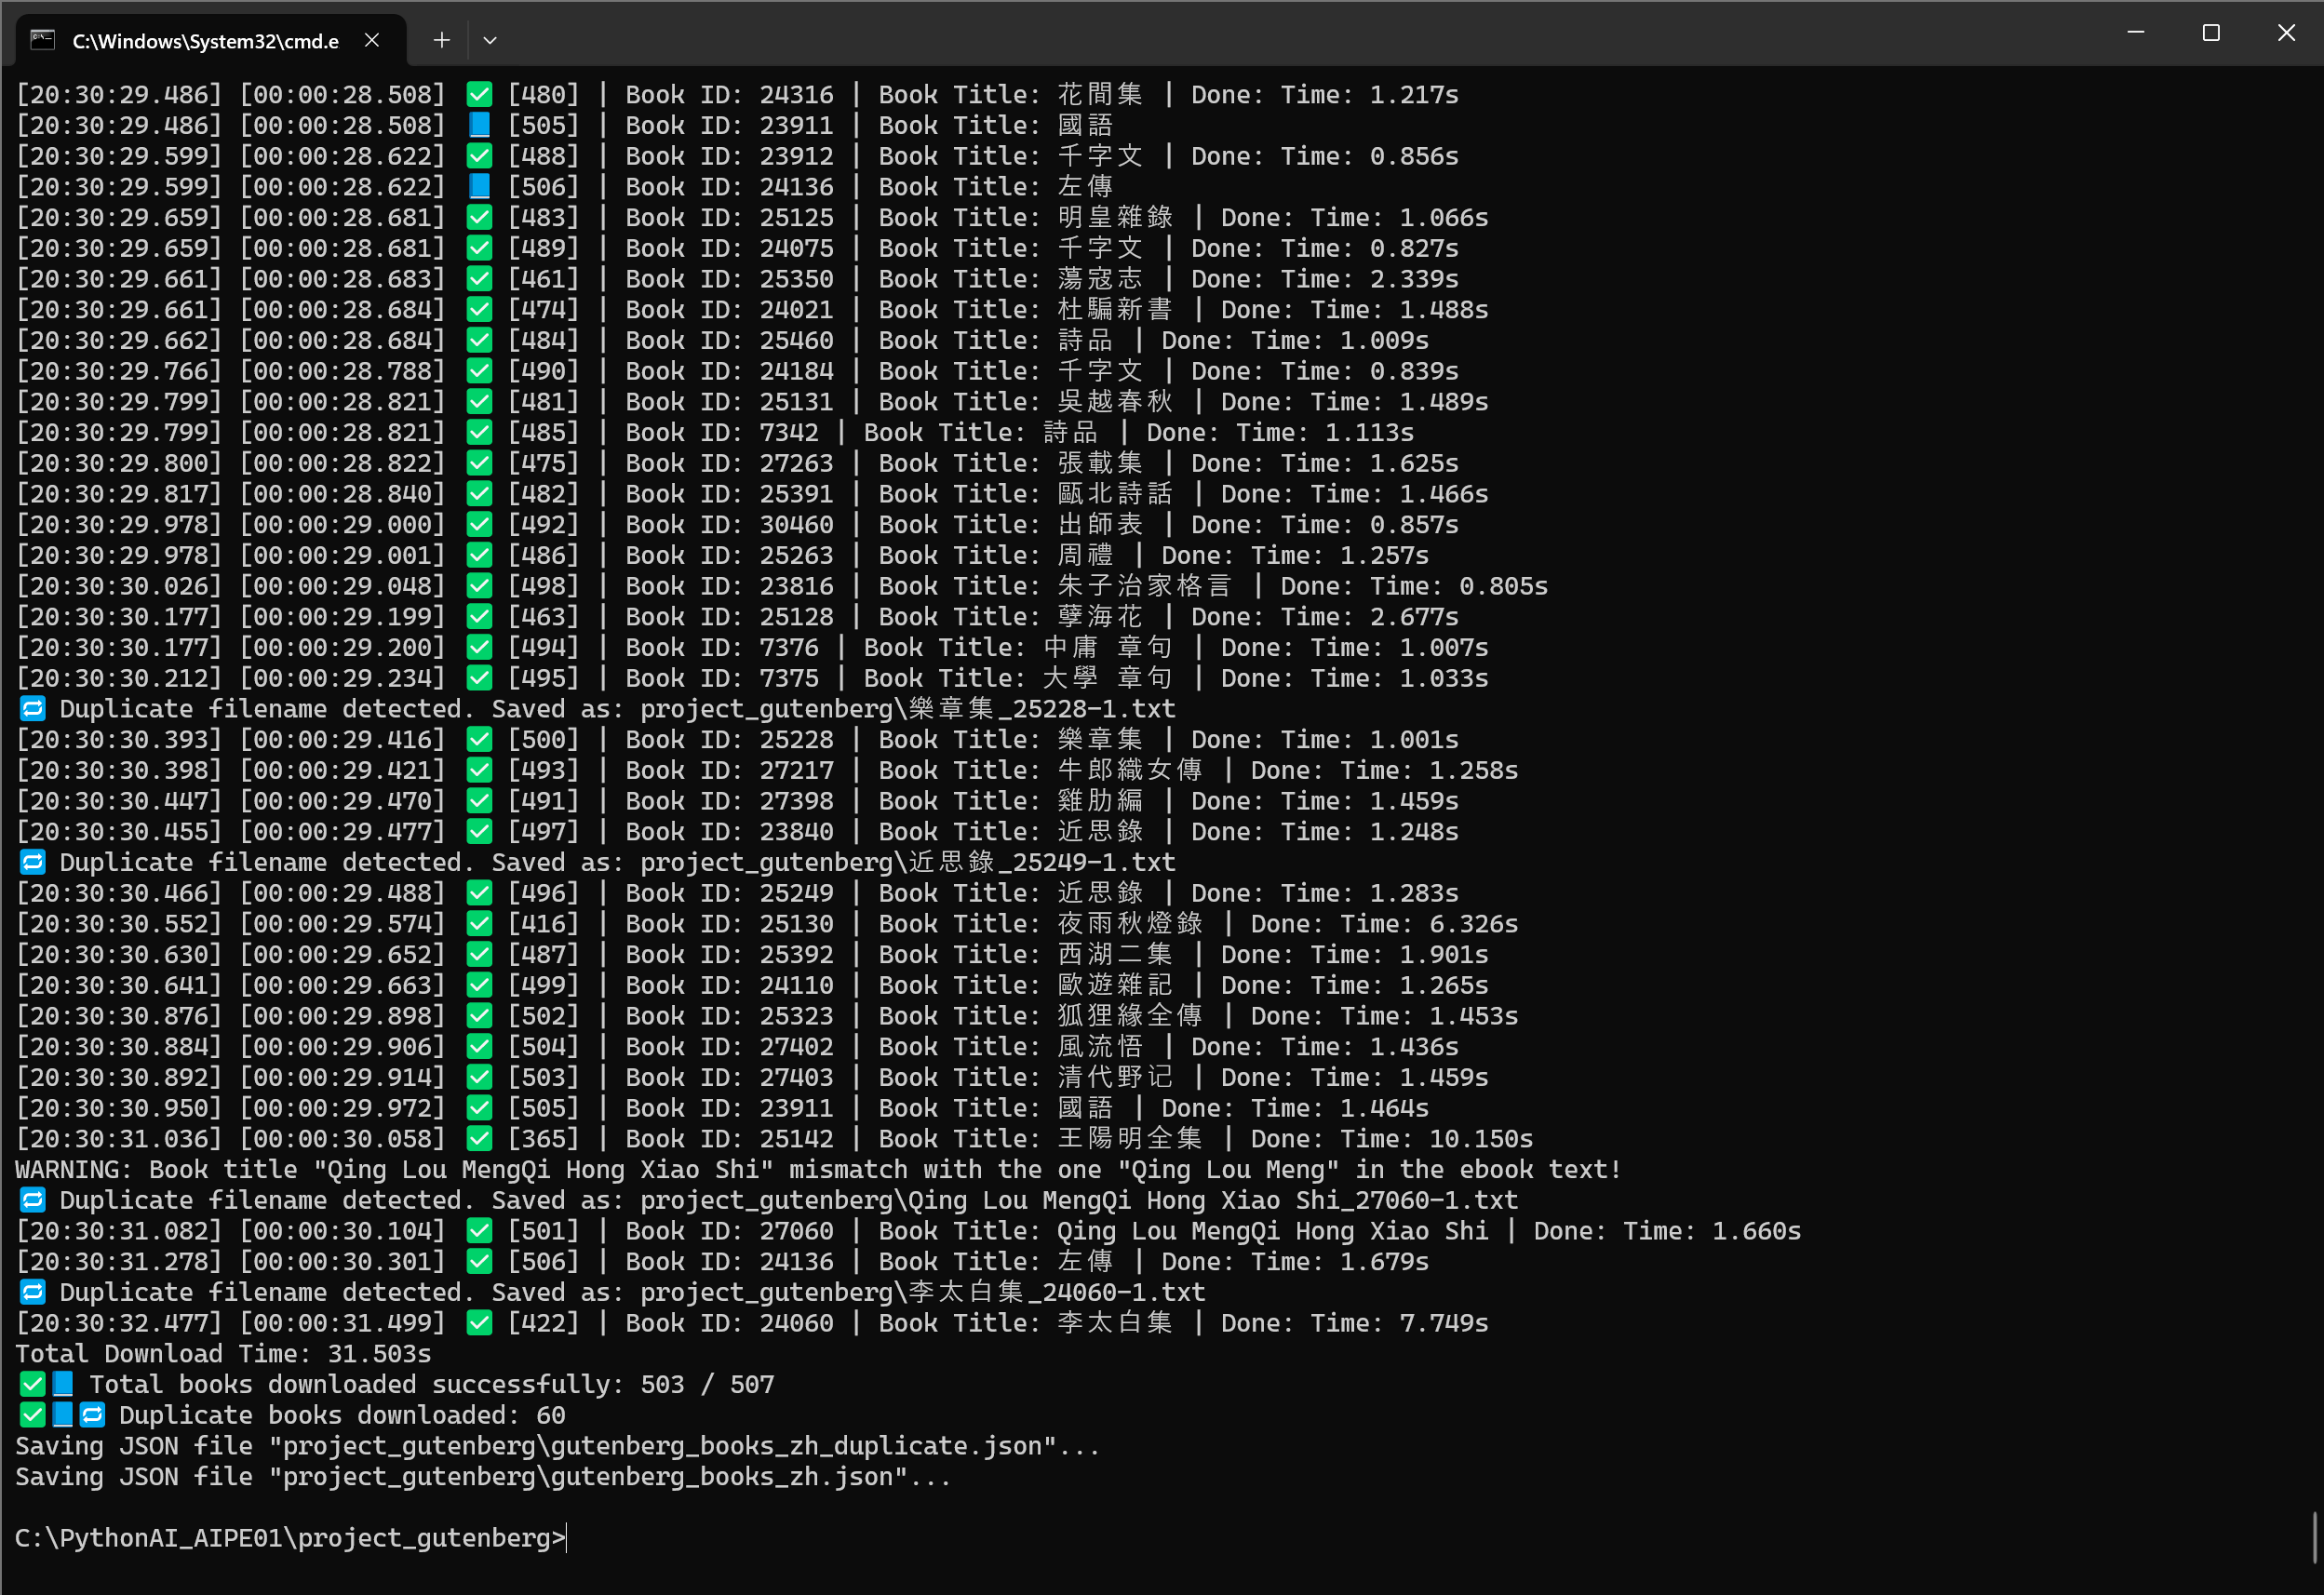 C:\Windows\System32\cmd.e
[20:30:29.486] [00:00:28.508] ✅ [480] | Book ID: 24316 | Book Title: 花間集 | Done: Time: 1.217s
[20:30:29.486] [00:00:28.508] 📘 [505] | Book ID: 23911 | Book Title: 國語
[20:30:29.599] [00:00:28.622] ✅ [488] | Book ID: 23912 | Book Title: 千字文 | Done: Time: 0.856s
[20:30:29.599] [00:00:28.622] 📘 [506] | Book ID: 24136 | Book Title: 左傳
[20:30:29.659] [00:00:28.681] ✅ [483] | Book ID: 25125 | Book Title: 明皇雜錄 | Done: Time: 1.066s
[20:30:29.659] [00:00:28.681] ✅ [489] | Book ID: 24075 | Book Title: 千字文 | Done: Time: 0.827s
[20:30:29.661] [00:00:28.683] ✅ [461] | Book ID: 25350 | Book Title: 蕩寇志 | Done: Time: 2.339s
[20:30:29.661] [00:00:28.684] ✅ [474] | Book ID: 24021 | Book Title: 杜騙新書 | Done: Time: 1.488s
[20:30:29.662] [00:00:28.684] ✅ [484] | Book ID: 25460 | Book Title: 詩品 | Done: Time: 1.009s
[20:30:29.766] [00:00:28.788] ✅ [490] | Book ID: 24184 | Book Title: 千字文 | Done: Time: 0.839s
[20:30:29.799] [00:00:28.821] ✅ [481] | Book ID: 25131 | Book Title: 吳越春秋 | Done: Time: 1.489s
[20:30:29.799] [00:00:28.821] ✅ [485] | Book ID: 7342 | Book Title: 詩品 | Done: Time: 1.113s
[20:30:29.800] [00:00:28.822] ✅ [475] | Book ID: 27263 | Book Title: 張載集 | Done: Time: 1.625s
[20:30:29.817] [00:00:28.840] ✅ [482] | Book ID: 25391 | Book Title: 甌北詩話 | Done: Time: 1.466s
[20:30:29.978] [00:00:29.000] ✅ [492] | Book ID: 30460 | Book Title: 出師表 | Done: Time: 0.857s
[20:30:29.978] [00:00:29.001] ✅ [486] | Book ID: 25263 | Book Title: 周禮 | Done: Time: 1.257s
[20:30:30.026] [00:00:29.048] ✅ [498] | Book ID: 23816 | Book Title: 朱子治家格言 | Done: Time: 0.805s
[20:30:30.177] [00:00:29.199] ✅ [463] | Book ID: 25128 | Book Title: 孽海花 | Done: Time: 2.677s
[20:30:30.177] [00:00:29.200] ✅ [494] | Book ID: 7376 | Book Title: 中庸 章句 | Done: Time: 1.007s
[20:30:30.212] [00:00:29.234] ✅ [495] | Book ID: 7375 | Book Title: 大學 章句 | Done: Time: 1.033s
🔁 Duplicate filename detected. Saved as: project_gutenberg\樂章集_25228-1.txt
[20:30:30.393] [00:00:29.416] ✅ [500] | Book ID: 25228 | Book Title: 樂章集 | Done: Time: 1.001s
[20:30:30.398] [00:00:29.421] ✅ [493] | Book ID: 27217 | Book Title: 牛郎織女傳 | Done: Time: 1.258s
[20:30:30.447] [00:00:29.470] ✅ [491] | Book ID: 27398 | Book Title: 雞肋編 | Done: Time: 1.459s
[20:30:30.455] [00:00:29.477] ✅ [497] | Book ID: 23840 | Book Title: 近思錄 | Done: Time: 1.248s
🔁 Duplicate filename detected. Saved as: project_gutenberg\近思錄_25249-1.txt
[20:30:30.466] [00:00:29.488] ✅ [496] | Book ID: 25249 | Book Title: 近思錄 | Done: Time: 1.283s
[20:30:30.552] [00:00:29.574] ✅ [416] | Book ID: 25130 | Book Title: 夜雨秋燈錄 | Done: Time: 6.326s
[20:30:30.630] [00:00:29.652] ✅ [487] | Book ID: 25392 | Book Title: 西湖二集 | Done: Time: 1.901s
[20:30:30.641] [00:00:29.663] ✅ [499] | Book ID: 24110 | Book Title: 歐遊雜記 | Done: Time: 1.265s
[20:30:30.876] [00:00:29.898] ✅ [502] | Book ID: 25323 | Book Title: 狐狸緣全傳 | Done: Time: 1.453s
[20:30:30.884] [00:00:29.906] ✅ [504] | Book ID: 27402 | Book Title: 風流悟 | Done: Time: 1.436s
[20:30:30.892] [00:00:29.914] ✅ [503] | Book ID: 27403 | Book Title: 清代野记 | Done: Time: 1.459s
[20:30:30.950] [00:00:29.972] ✅ [505] | Book ID: 23911 | Book Title: 國語 | Done: Time: 1.464s
[20:30:31.036] [00:00:30.058] ✅ [365] | Book ID: 25142 | Book Title: 王陽明全集 | Done: Time: 10.150s
WARNING: Book title "Qing Lou MengQi Hong Xiao Shi" mismatch with the one "Qing Lou Meng" in the ebook text!
🔁 Duplicate filename detected. Saved as: project_gutenberg\Qing Lou MengQi Hong Xiao Shi_27060-1.txt
[20:30:31.082] [00:00:30.104] ✅ [501] | Book ID: 27060 | Book Title: Qing Lou MengQi Hong Xiao Shi | Done: Time: 1.660s
[20:30:31.278] [00:00:30.301] ✅ [506] | Book ID: 24136 | Book Title: 左傳 | Done: Time: 1.679s
🔁 Duplicate filename detected. Saved as: project_gutenberg\李太白集_24060-1.txt
[20:30:32.477] [00:00:31.499] ✅ [422] | Book ID: 24060 | Book Title: 李太白集 | Done: Time: 7.749s
Total Download Time: 31.503s
✅📘 Total books downloaded successfully: 503 / 507
✅📘🔁 Duplicate books downloaded: 60
Saving JSON file "project_gutenberg\gutenberg_books_zh_duplicate.json"...
Saving JSON file "project_gutenberg\gutenberg_books_zh.json"...
C:\PythonAI_AIPE01\project_gutenberg>